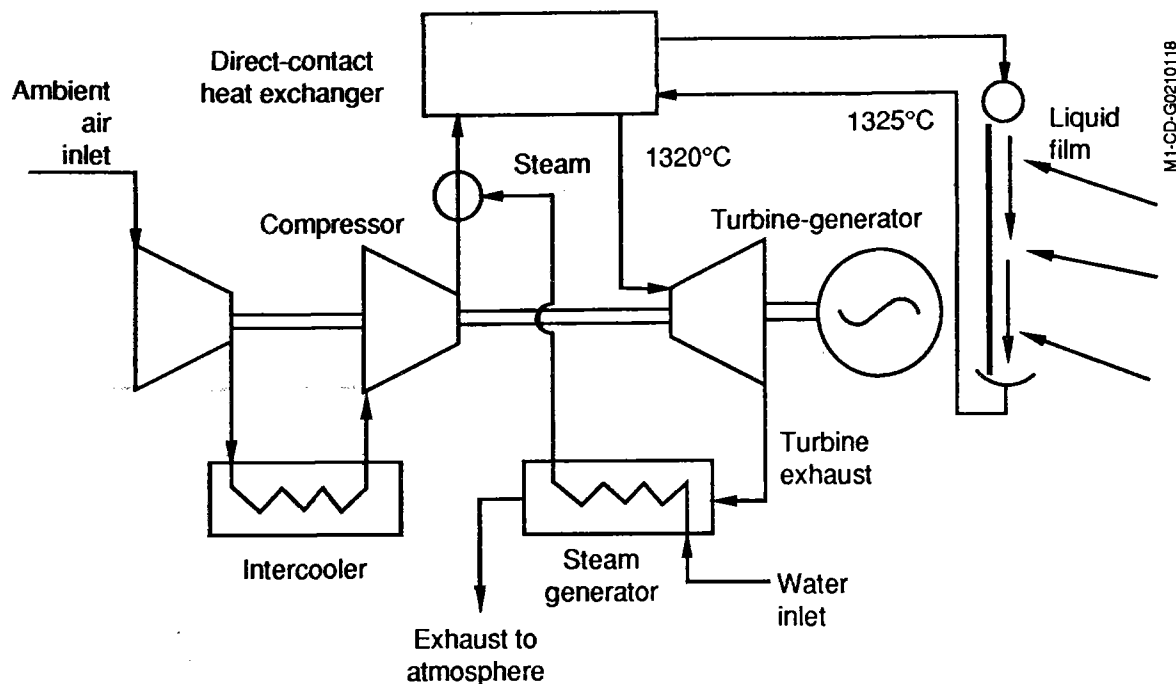 Direct-contact
heat exchanger
Ambient
air
inlet
1325°C
Liquid
film
M1-CD-G0210118
Steam
1320°C
Compressor
Turbine-generator
Turbine
exhaust
Intercooler
Steam
generator
Water
inlet
Exhaust to
atmosphere